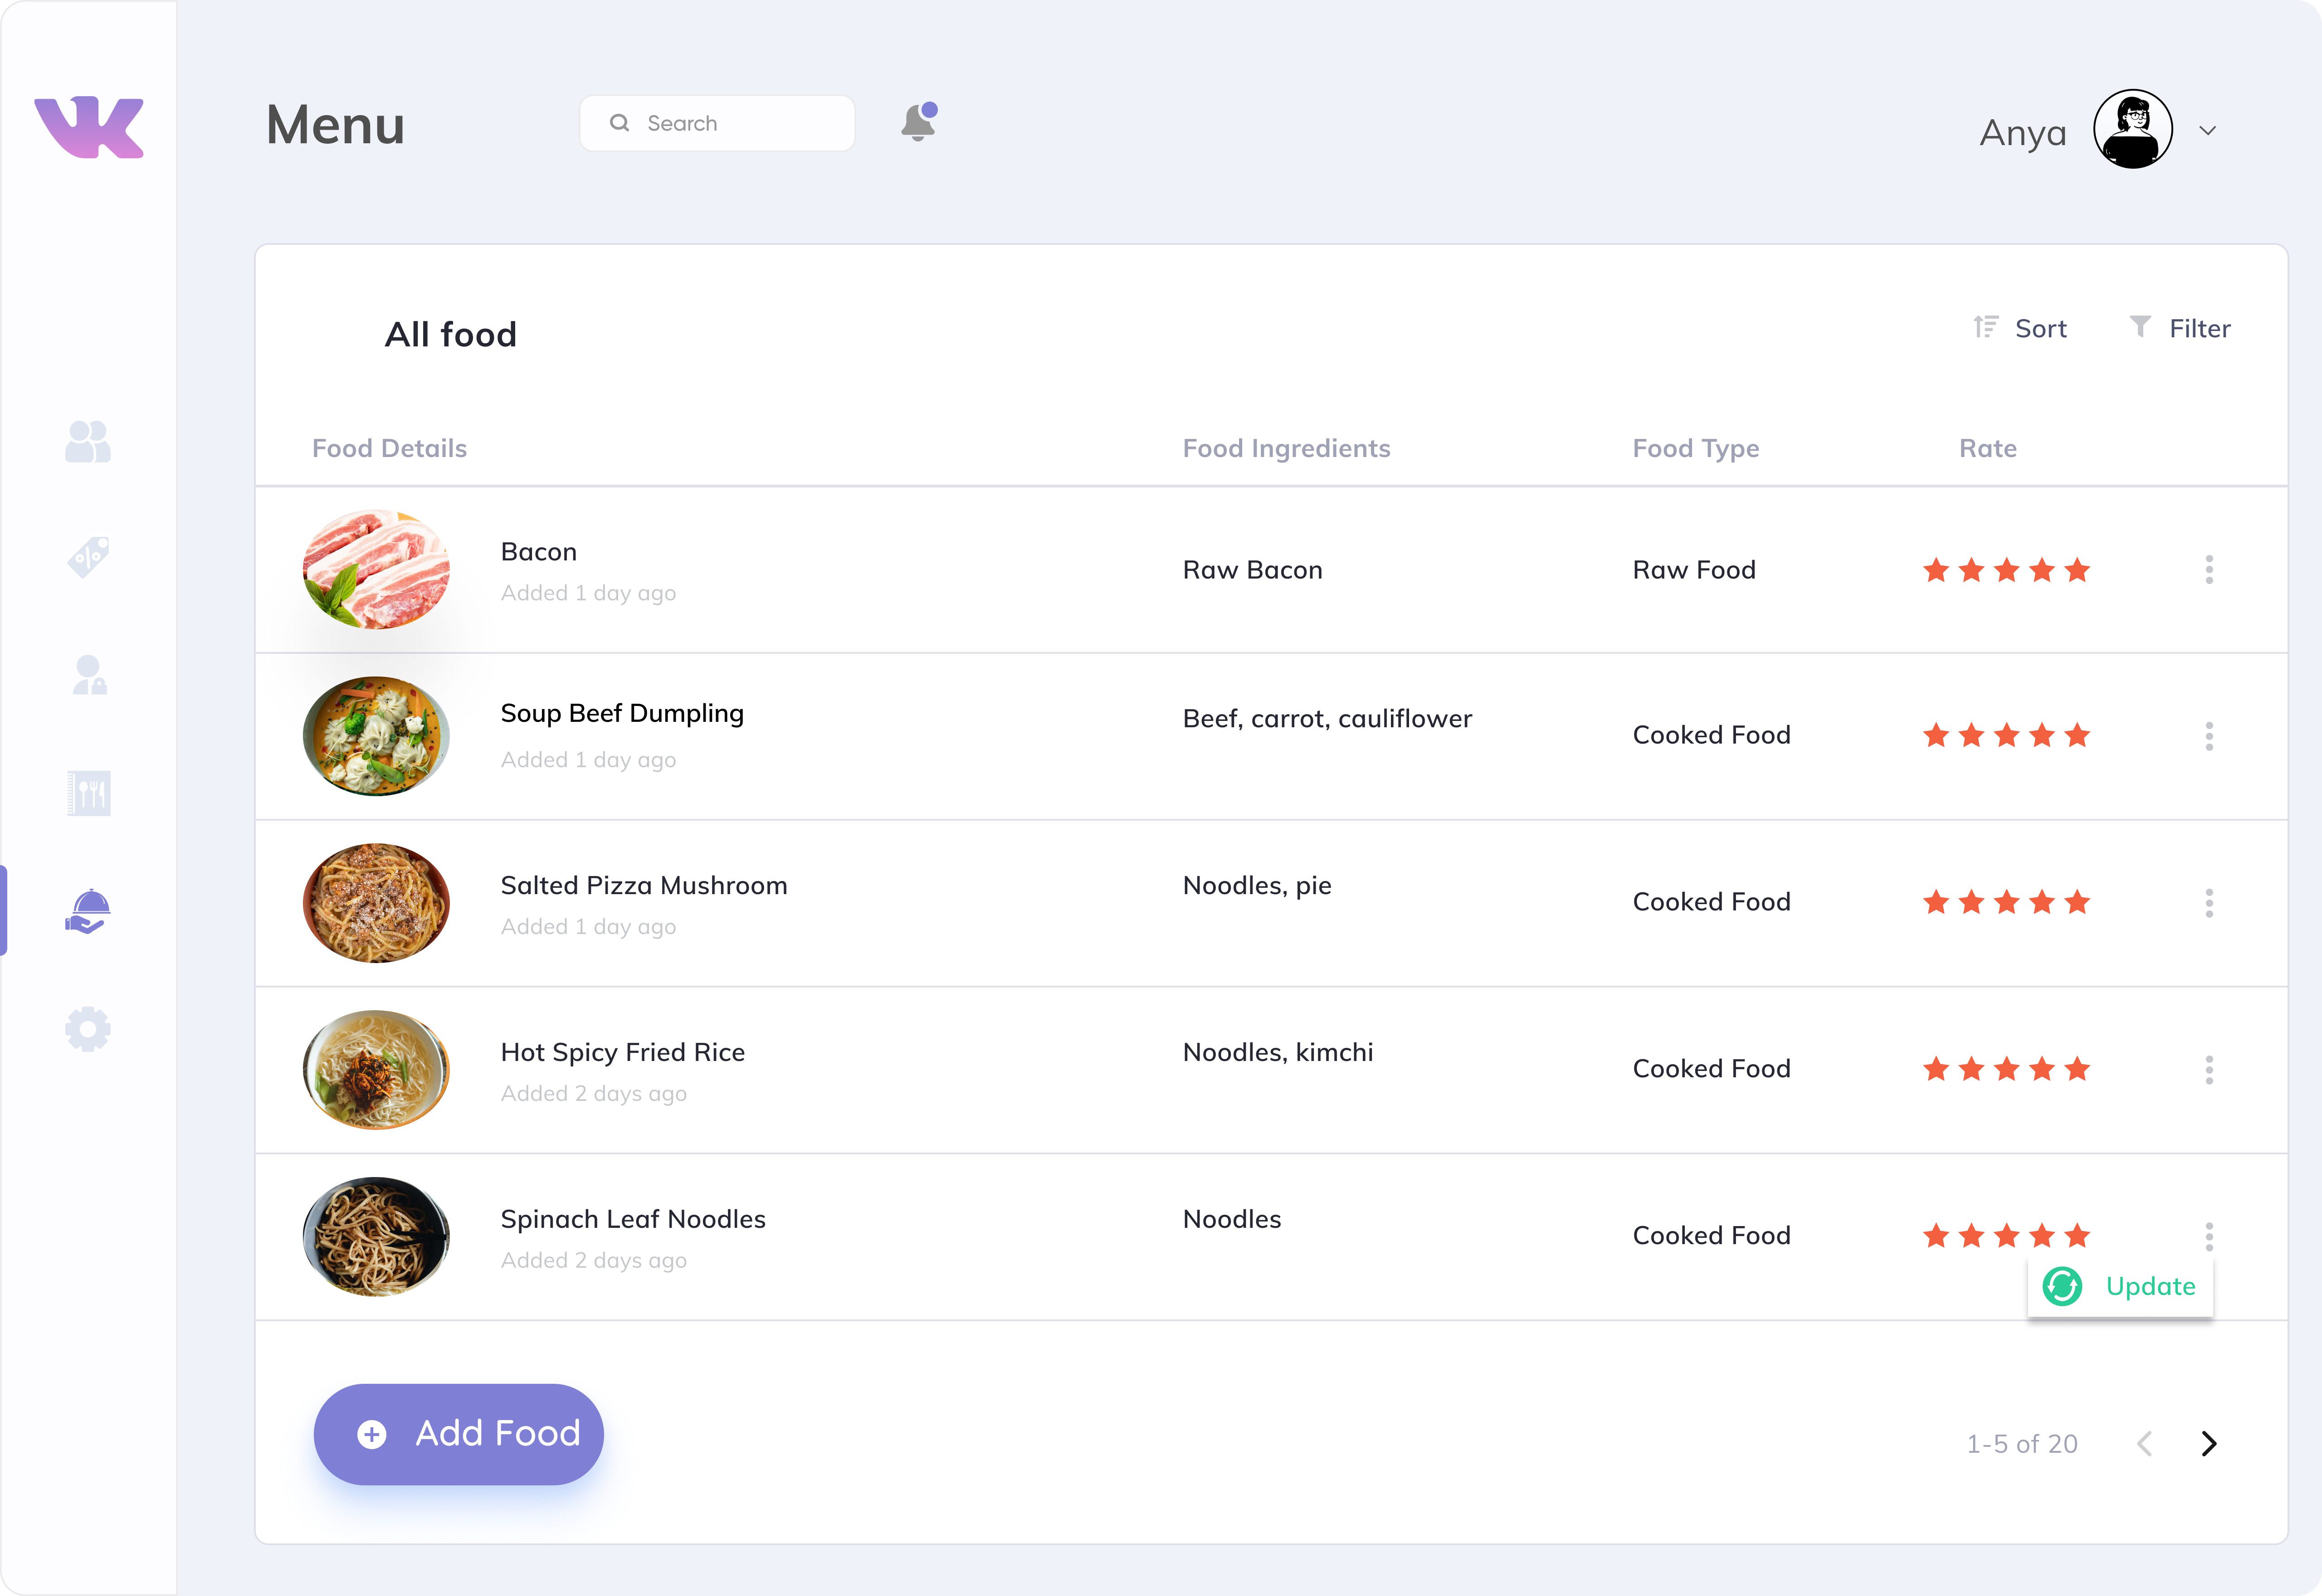 Menu
Search
Anya
All food
Sort
Filter
Food Details
Food Ingredients
Food Type
Rate
Bacon
Added 1 day ago
Raw Bacon
Raw Food
Soup Beef Dumpling
Added 1 day ago
Beef, carrot, cauliflower
Cooked Food
Salted Pizza Mushroom
Added 1 day ago
Noodles, pie
Cooked Food
Hot Spicy Fried Rice
Added 2 days ago
Noodles, kimchi
Cooked Food
Spinach Leaf Noodles
Added 2 days ago
Noodles
Cooked Food
Update
Add Food
1-5 of 20